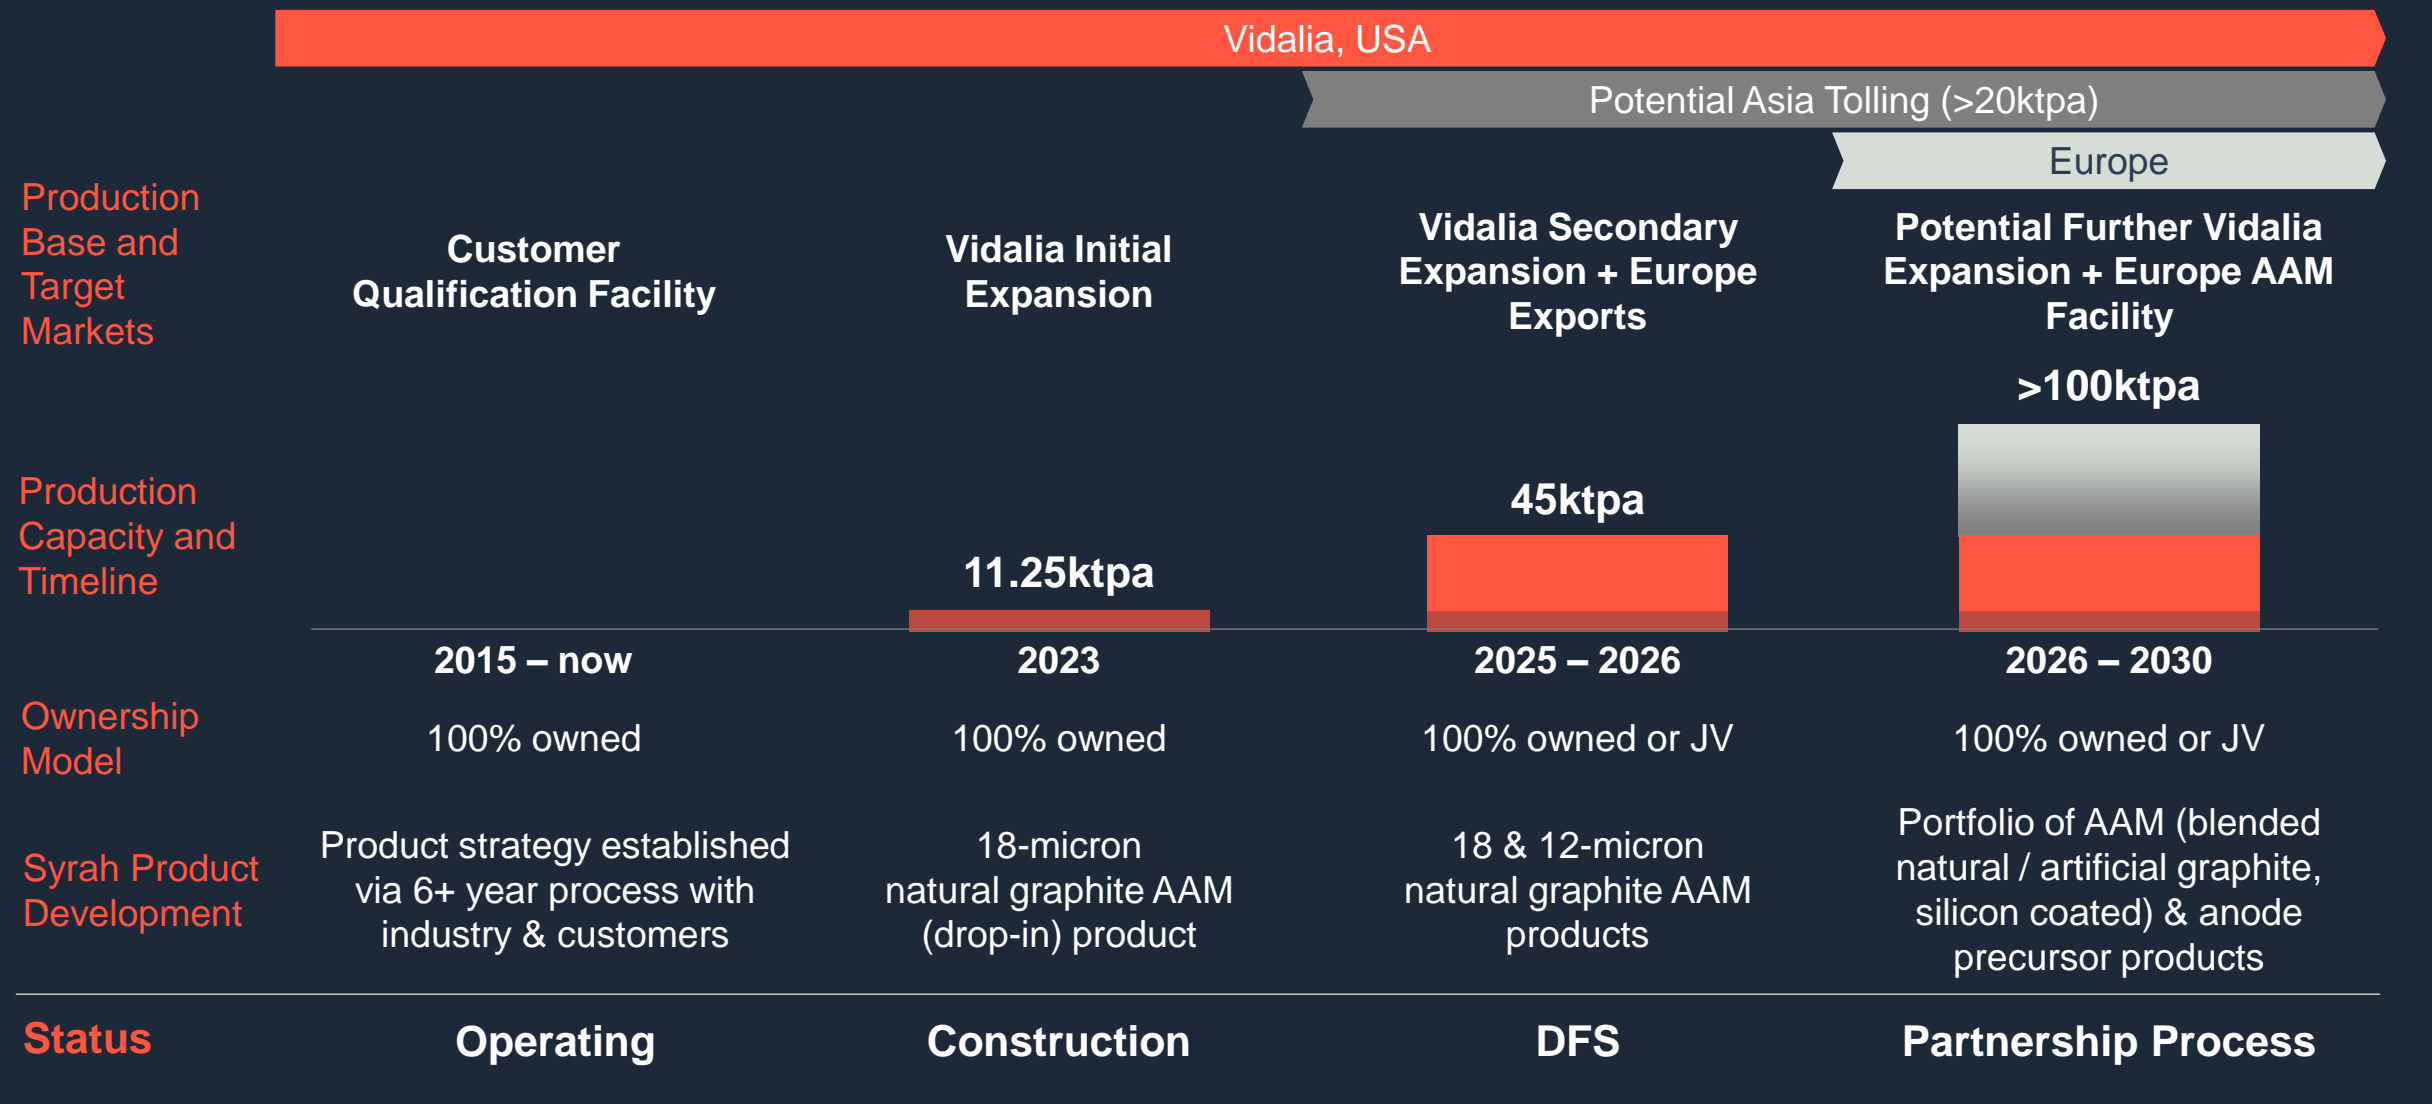 Vidalia, USA
Potential Asia Tolling (>20ktpa)
Europe
Production
Base and
Target
Markets
Customer
Qualification Facility
Vidalia Initial
Expansion
Vidalia Secondary
Expansion + Europe
Exports
Potential Further Vidalia
Expansion + Europe AAM
Facility
Production
Capacity and
Timeline
11.25ktpa
45ktpa
>100ktpa
2015 – now
2023
2025 – 2026
2026 – 2030
Ownership
Model
100% owned
100% owned
100% owned or JV
100% owned or JV
Syrah Product
Development
Product strategy established
via 6+ year process with
industry & customers
18-micron
natural graphite AAM
(drop-in) product
18 & 12-micron
natural graphite AAM
products
Portfolio of AAM (blended
natural / artificial graphite,
silicon coated) & anode
precursor products
Status
Operating
Construction
DFS
Partnership Process